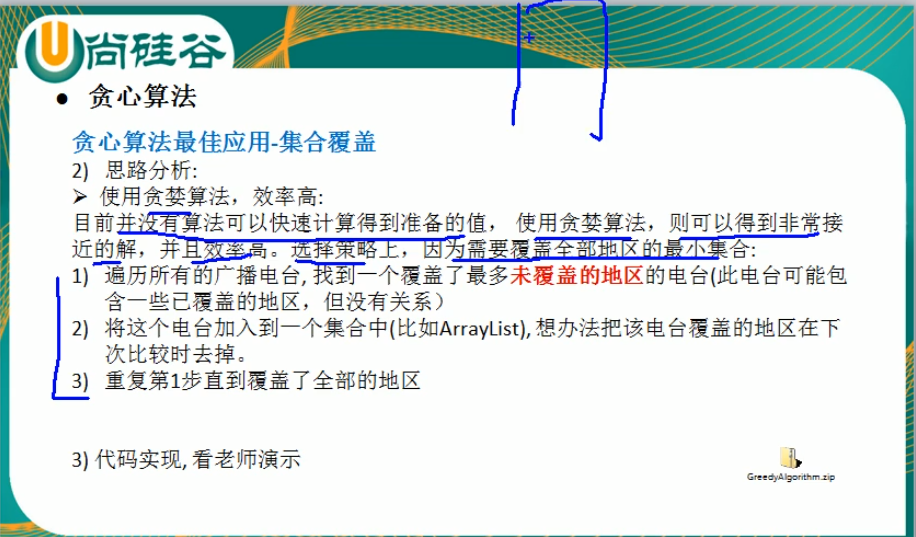 尚硅谷
● 贪心算法
贪心算法最佳应用-集合覆盖
2) 思路分析:
➢ 使用贪婪算法，效率高:
目前并没有算法可以快速计算得到准备的值， 使用贪婪算法，则可以得到非常接
近的解，并且效率高。选择策略上，因为需要覆盖全部地区的最小集合:
1) 遍历所有的广播电台, 找到一个覆盖了最多未覆盖的地区的电台(此电台可能包
含一些已覆盖的地区，但没有关系）
2) 将这个电台加入到一个集合中(比如ArrayList), 想办法把该电台覆盖的地区在下
次比较时去掉。
3) 重复第1步直到覆盖了全部的地区
3) 代码实现, 看老师演示
GreedyAlgorithm.zip